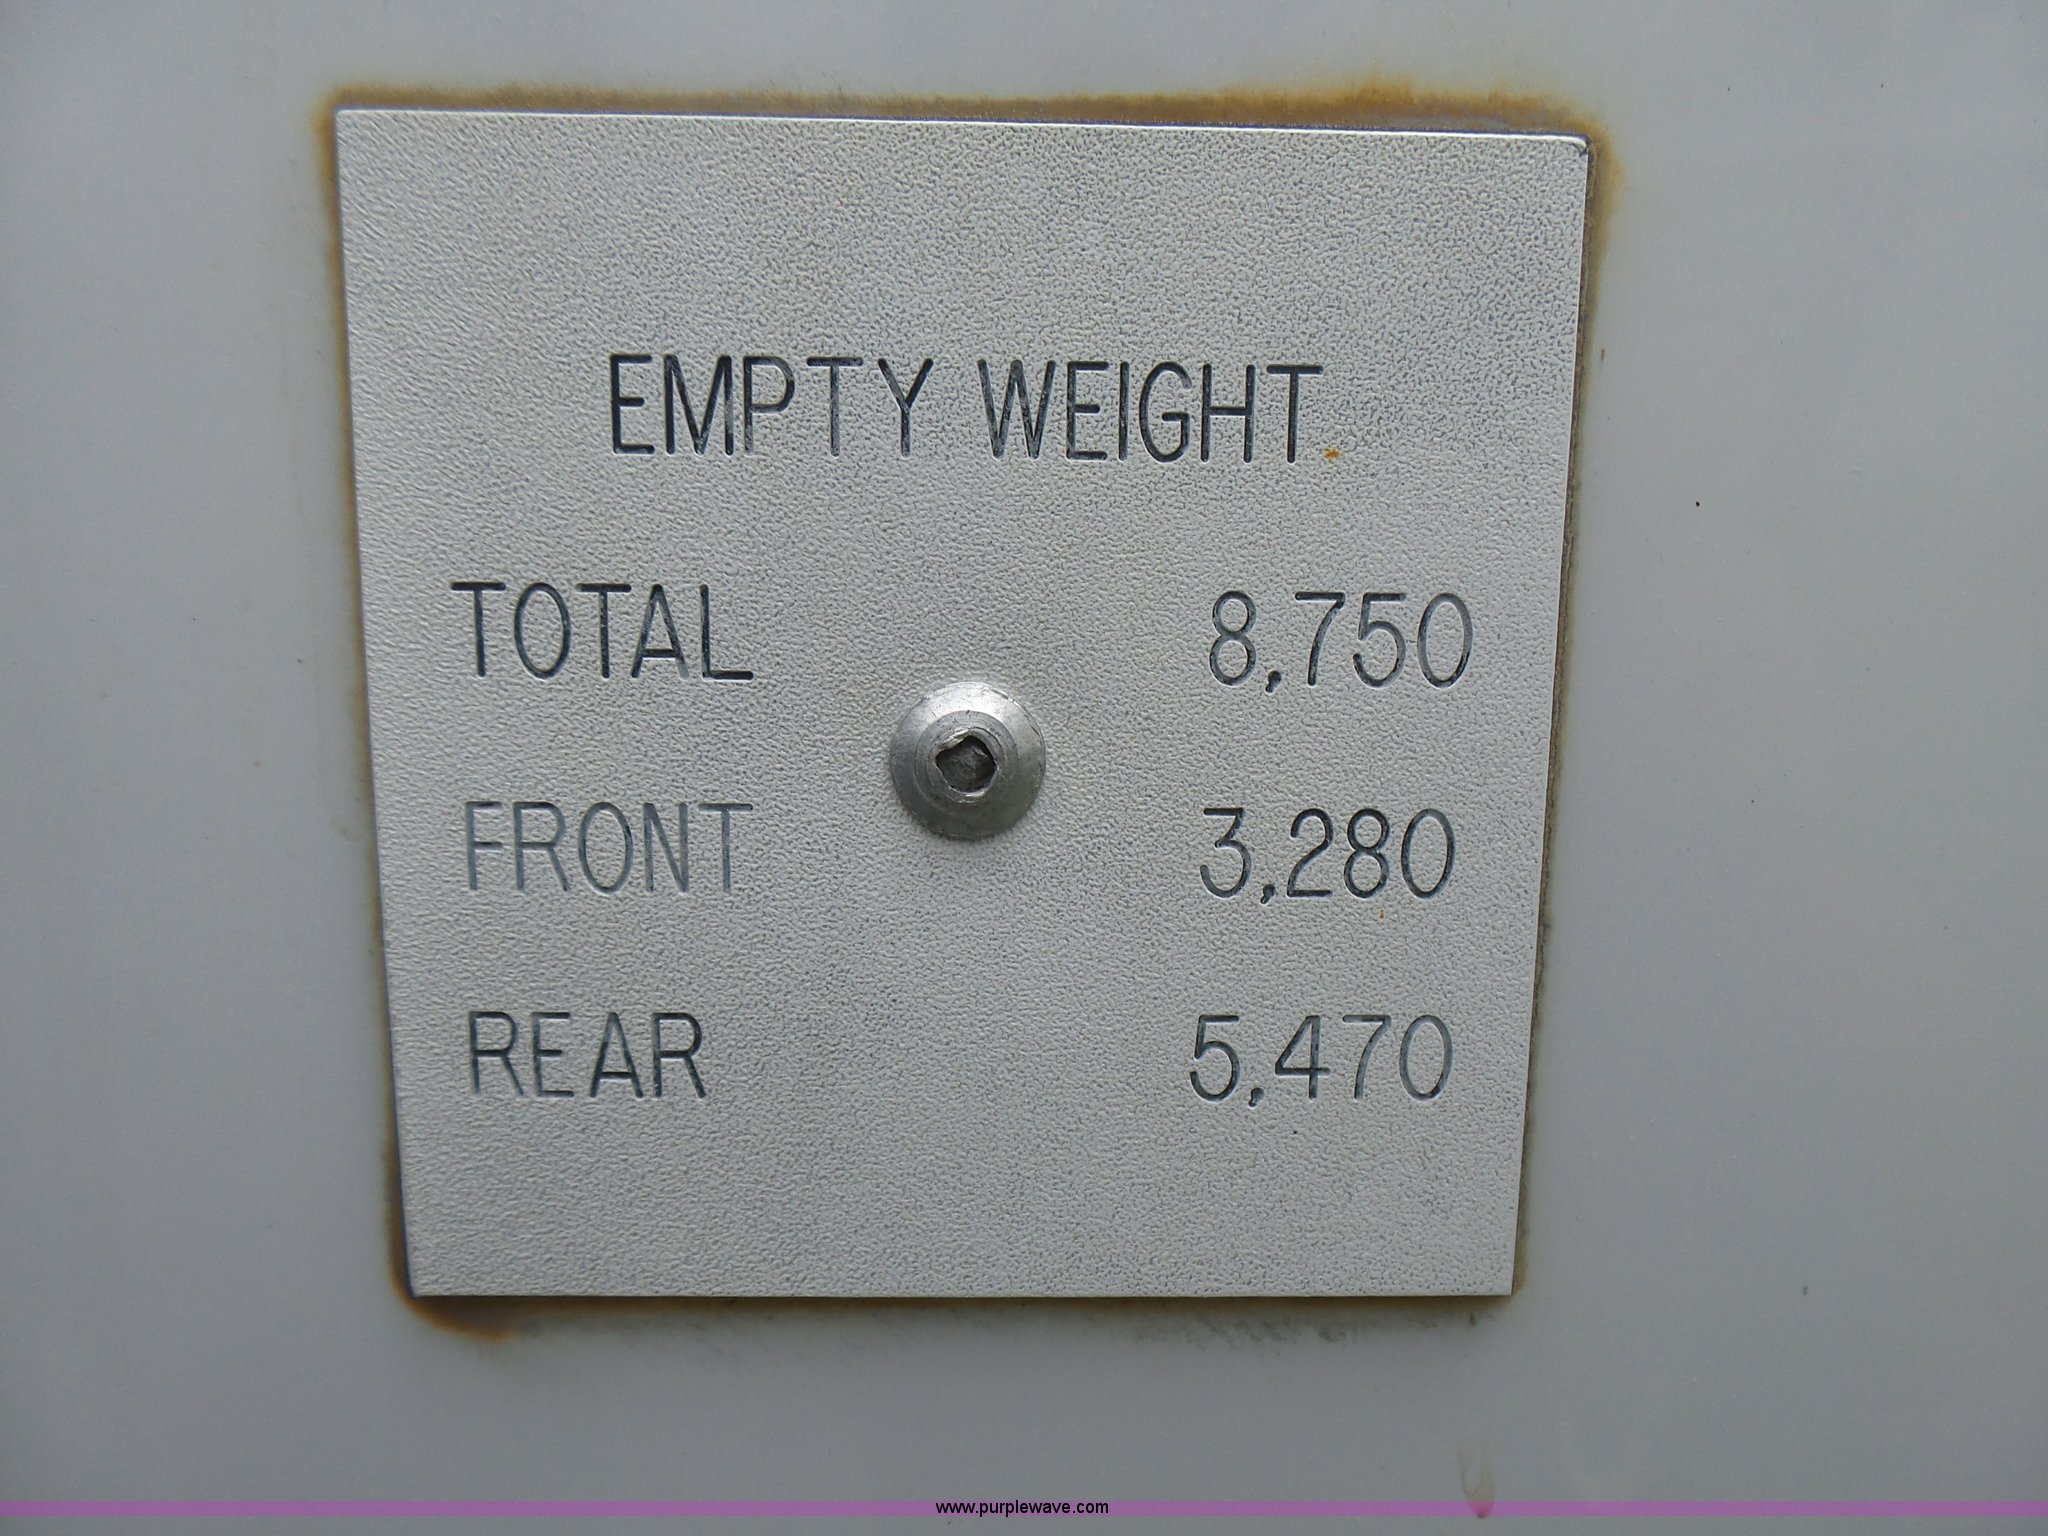 EMPTY WEIGHT
TOTAL 8,750
FRONT 3,280
REAR 5,470
www.purplewave.com